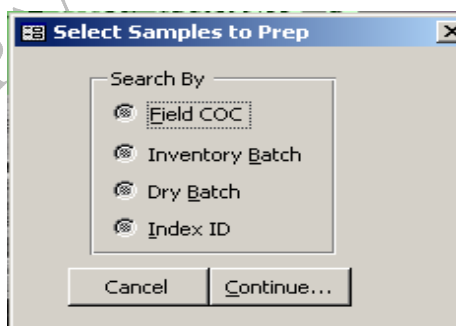 Select Samples to Prep
Search By
Field COC
Inventory Batch
Dry Batch
Index ID
Cancel
Continue...